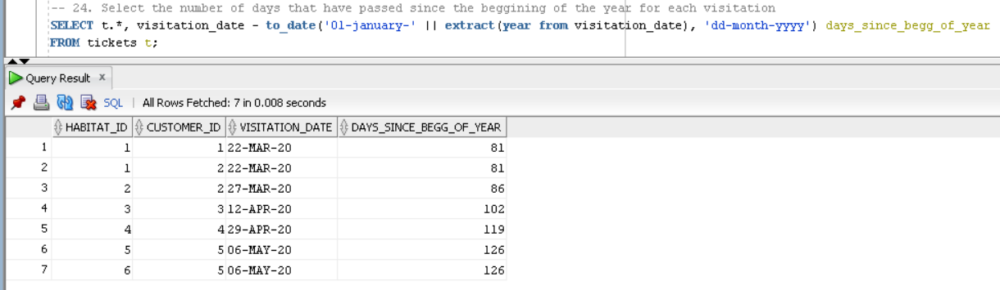 -- 24. Select the number of days that have passed since the beggining of the year for each visitation
SELECT t.*, visitation_date - to_date('01-january-' || extract(year from visitation_date), 'dd-month-yyyy') days_since_begg_of_year
FROM tickets t;
Query Result x
SQL | All Rows Fetched: 7 in 0.008 seconds
HABITAT_ID CUSTOMER_ID VISITATION_DATE DAYS_SINCE_BEGG_OF_YEAR
1 1 1 22-MAR-20 81
2 1 2 22-MAR-20 81
3 2 2 27-MAR-20 86
4 3 3 12-APR-20 102
5 4 4 29-APR-20 119
6 5 5 06-MAY-20 126
7 6 5 06-MAY-20 126